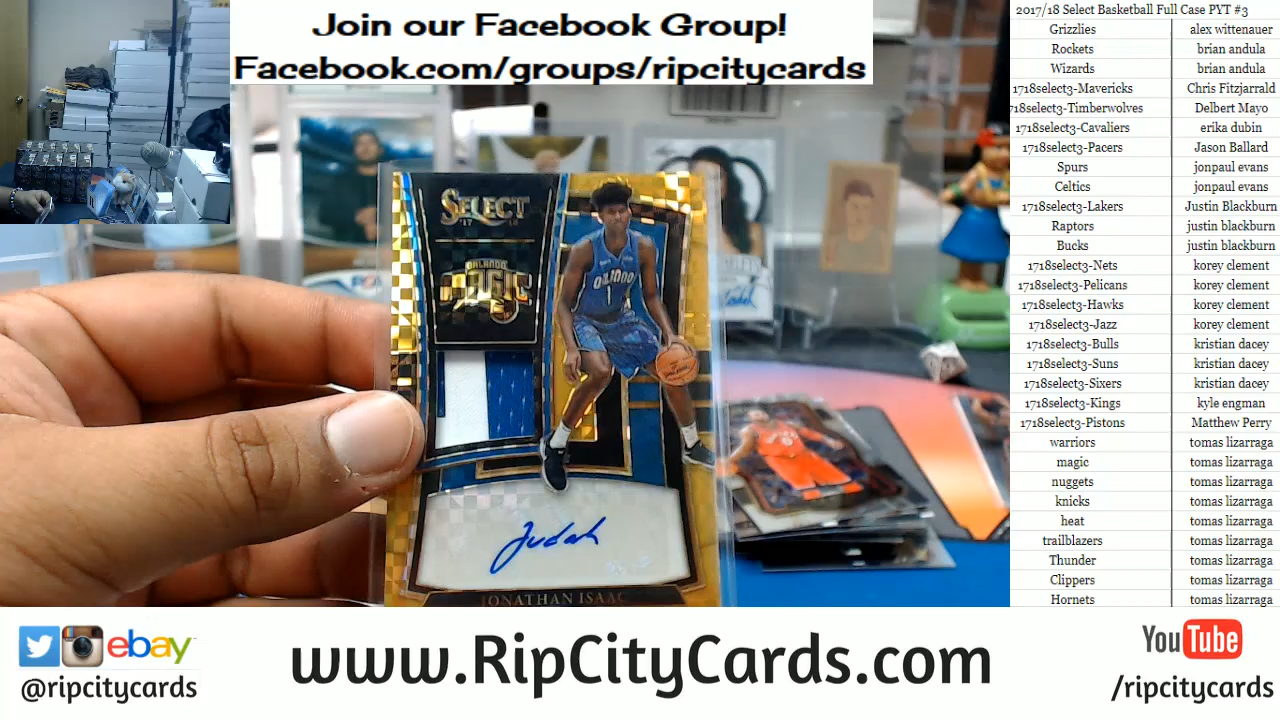 Join our Facebook Group!
Facebook.com/groups/ripcitycards
2017/18 Select Basketball Full Case PYT #3
Grizzlies alex wittenauer
Rockets brian andula
Wizards brian andula
1718select3-Mavericks Chris Fitzjarrald
718select3-Timberwolves Delbert Mayo
1718select3-Cavaliers erika dubin
1718select3-Pacers Jason Ballard
Spurs jonpaul evans
Celtics jonpaul evans
1718select3-Lakers Justin Blackburn
Raptors justin blackburn
Bucks justin blackburn
1718select3-Nets korey clement
1718select3-Pelicans korey clement
1718select3-Hawks korey clement
1718select3-Jazz korey clement
1718select3-Bulls kristian dacey
1718select3-Suns kristian dacey
1718select3-Sixers kristian dacey
1718select3-Kings kyle engman
1718select3-Pistons Matthew Perry
warriors tomas lizarraga
magic tomas lizarraga
nuggets tomas lizarraga
knicks tomas lizarraga
heat tomas lizarraga
trailblazers tomas lizarraga
Thunder tomas lizarraga
Clippers tomas lizarraga
Hornets tomas lizarraga
SELECT
'17 18
ORLANDO
MAGIC
ORLANDO
1
Judah
JONATHAN ISAAC
ebay
@ripcitycards
www.RipCityCards.com
YouTube
/ripcitycards